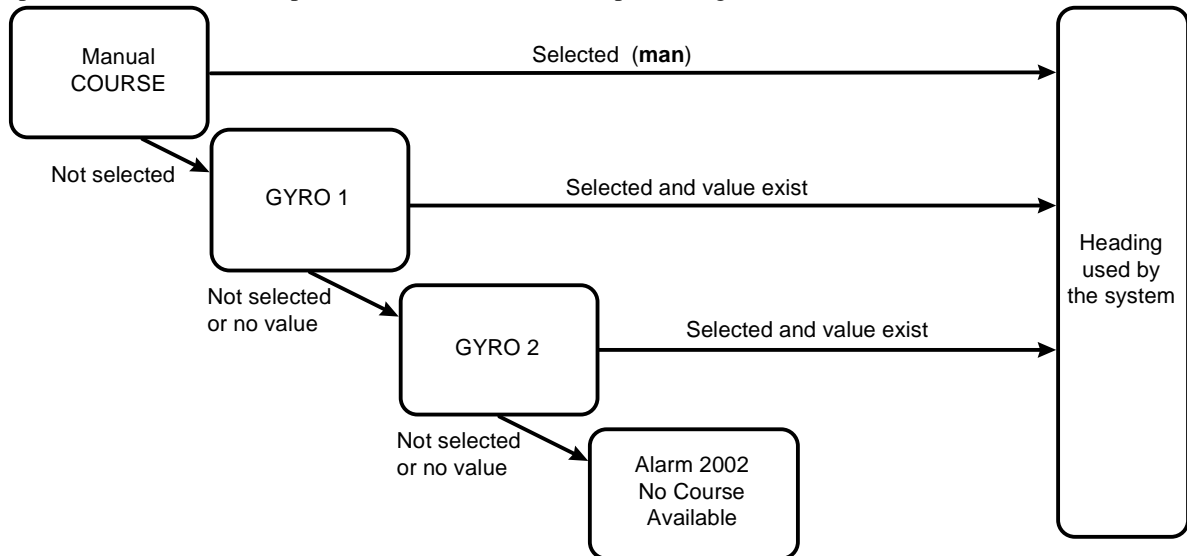 Manual
COURSE
Selected (man)
Not selected
GYRO 1
Selected and value exist
Heading
used by
the system
Not selected
or no value
GYRO 2
Selected and value exist
Not selected
or no value
Alarm 2002
No Course
Available